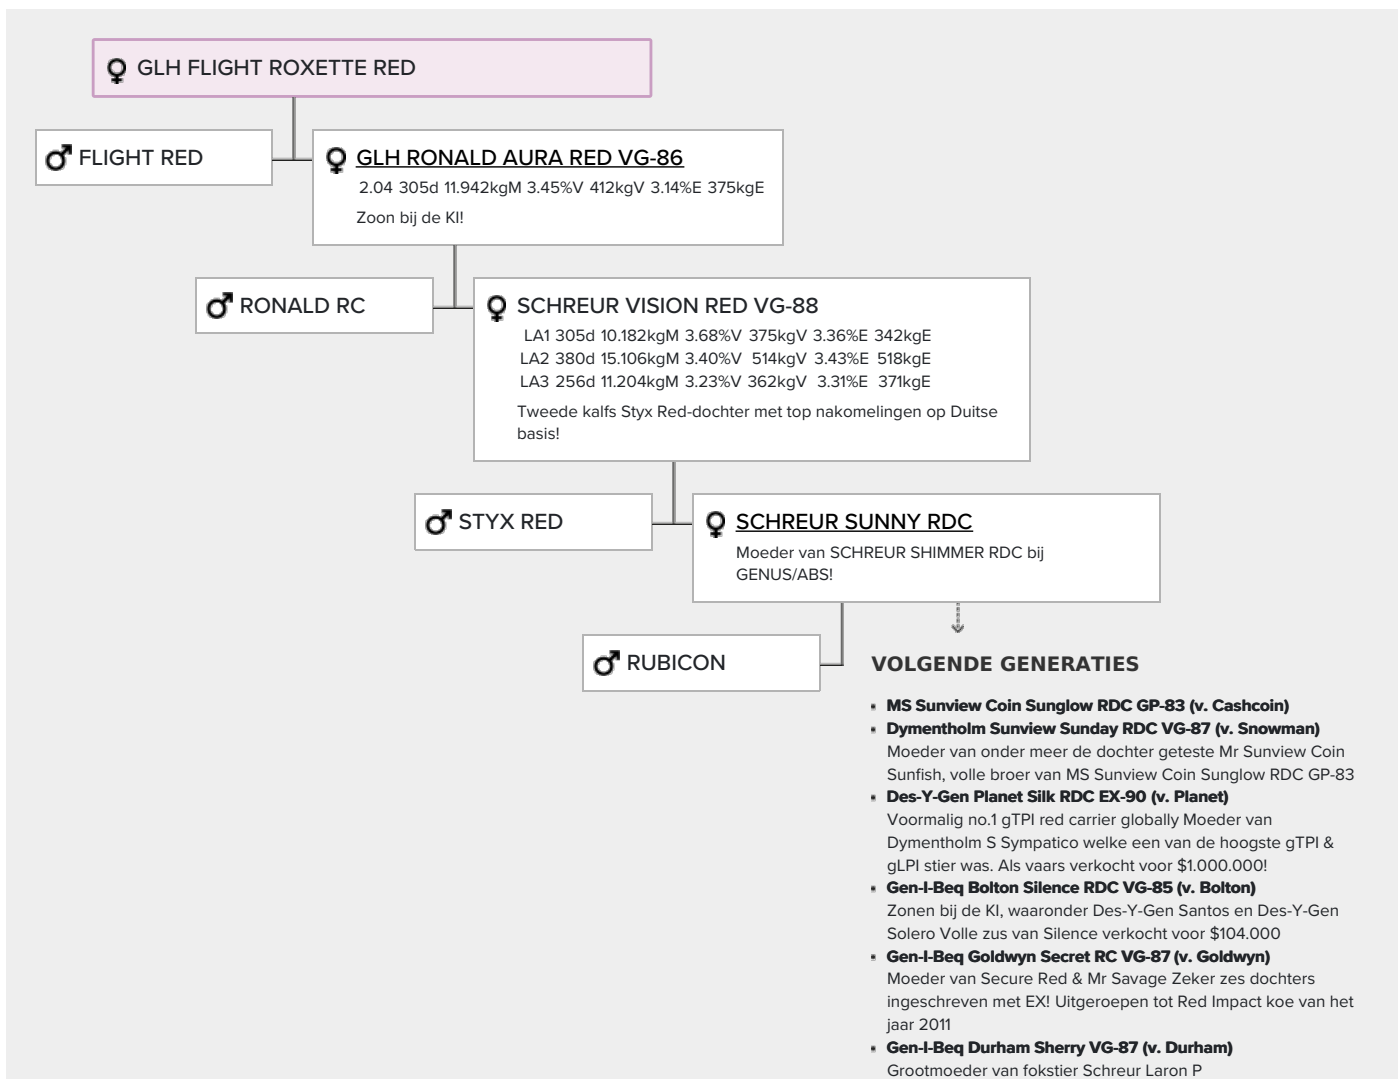 GLH FLIGHT ROXETTE RED
FLIGHT RED
GLH RONALD AURA RED VG-86
2.04 305d 11.942kgM 3.45%V 412kgV 3.14%E 375kgE
Zoon bij de KI!
RONALD RC
SCHREUR VISION RED VG-88
LA1 305d 10.182kgM 3.68%V 375kgV 3.36%E 342kgE
LA2 380d 15.106kgM 3.40%V 514kgV 3.43%E 518kgE
LA3 256d 11.204kgM 3.23%V 362kgV 3.31%E 371kgE
Tweede kalfs Styx Red-dochter met top nakomelingen op Duitse
basis!
STYX RED
SCHREUR SUNNY RDC
Moeder van SCHREUR SHIMMER RDC bij
GENUS/ABS!
RUBICON
VOLGENDE GENERATIES
MS Sunview Coin Sunglow RDC GP-83 (v. Cashcoin)
Dymentholm Sunview Sunday RDC VG-87 (v. Snowman)
Moeder van onder meer de dochter geteste Mr Sunview Coin
Sunfish, volle broer van MS Sunview Coin Sunglow RDC GP-83
Des-Y-Gen Planet Silk RDC EX-90 (v. Planet)
Voormalig no.1 gTPI red carrier globally Moeder van
Dymentholm S Sympatico welke een van de hoogste gTPI &
gLPI stier was. Als vaars verkocht voor $1.000.000!
Gen-I-Beq Bolton Silence RDC VG-85 (v. Bolton)
Zonen bij de KI, waaronder Des-Y-Gen Santos en Des-Y-Gen
Solero Volle zus van Silence verkocht voor $104.000
Gen-I-Beq Goldwyn Secret RC VG-87 (v. Goldwyn)
Moeder van Secure Red & Mr Savage Zeker zes dochters
ingeschreven met EX! Uitgeroepen tot Red Impact koe van het
jaar 2011
Gen-I-Beq Durham Sherry VG-87 (v. Durham)
Grootmoeder van fokstier Schreur Laron P